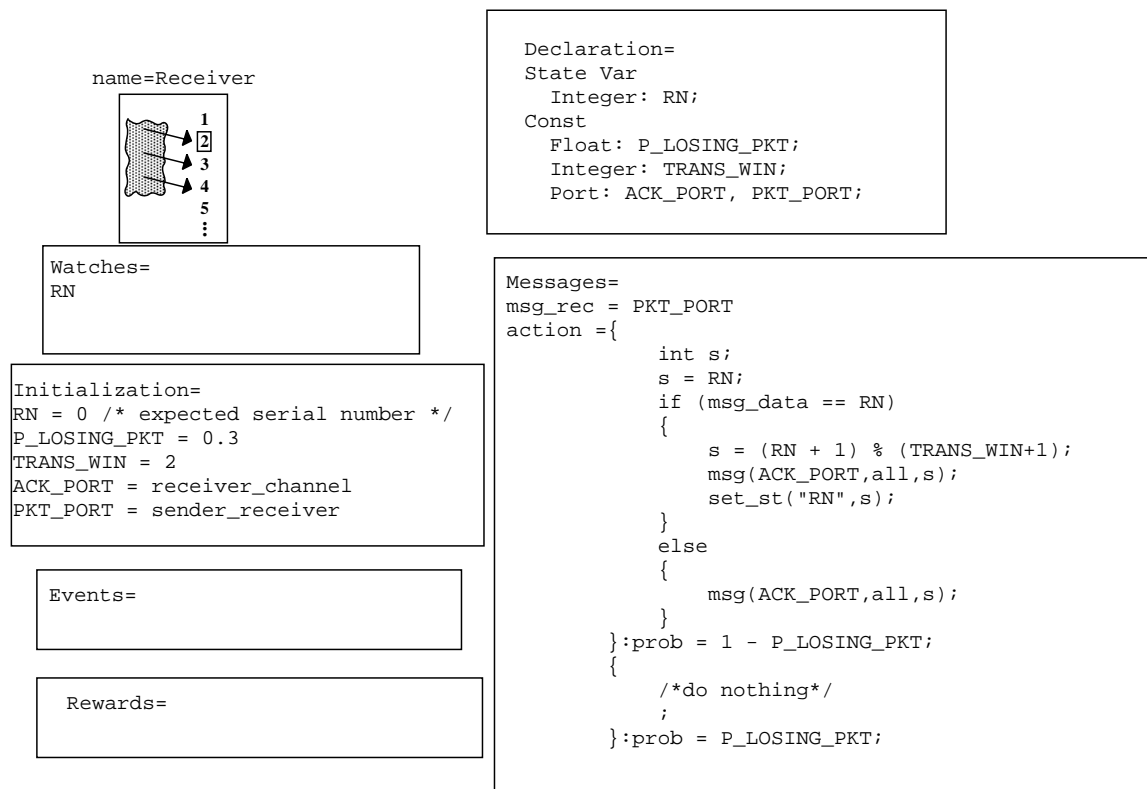 name=Receiver
1
2
3
4
5
⋮
Declaration=
State Var
Integer: RN;
Const
Float: P_LOSING_PKT;
Integer: TRANS_WIN;
Port: ACK_PORT, PKT_PORT;
Watches=
RN
Initialization=
RN = 0 /* expected serial number */
P_LOSING_PKT = 0.3
TRANS_WIN = 2
ACK_PORT = receiver_channel
PKT_PORT = sender_receiver
Events=
Rewards=
Messages=
msg_rec = PKT_PORT
action ={
int s;
s = RN;
if (msg_data == RN)
{
s = (RN + 1) % (TRANS_WIN+1);
msg(ACK_PORT,all,s);
set_st("RN",s);
}
else
{
msg(ACK_PORT,all,s);
}
}:prob = 1 - P_LOSING_PKT;
{
/*do nothing*/
;
}:prob = P_LOSING_PKT;